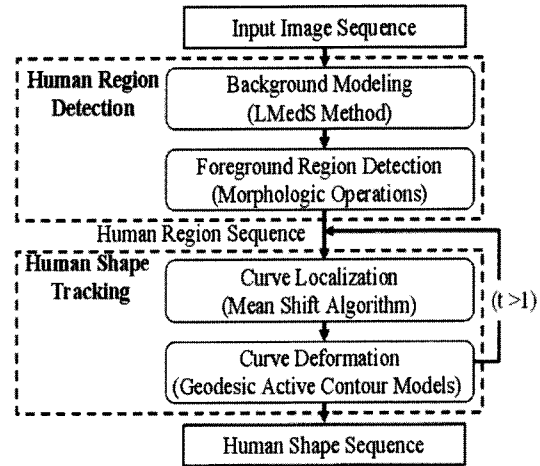 Input Image Sequence
Human Region
Detection
Background Modeling
(LMedS Method)
Foreground Region Detection
(Morphologic Operations)
Human Region Sequence
Human Shape
Tracking
Curve Localization
(Mean Shift Algorithm)
(t >1)
Curve Deformation
(Geodesic Active Contour Models)
Human Shape Sequence